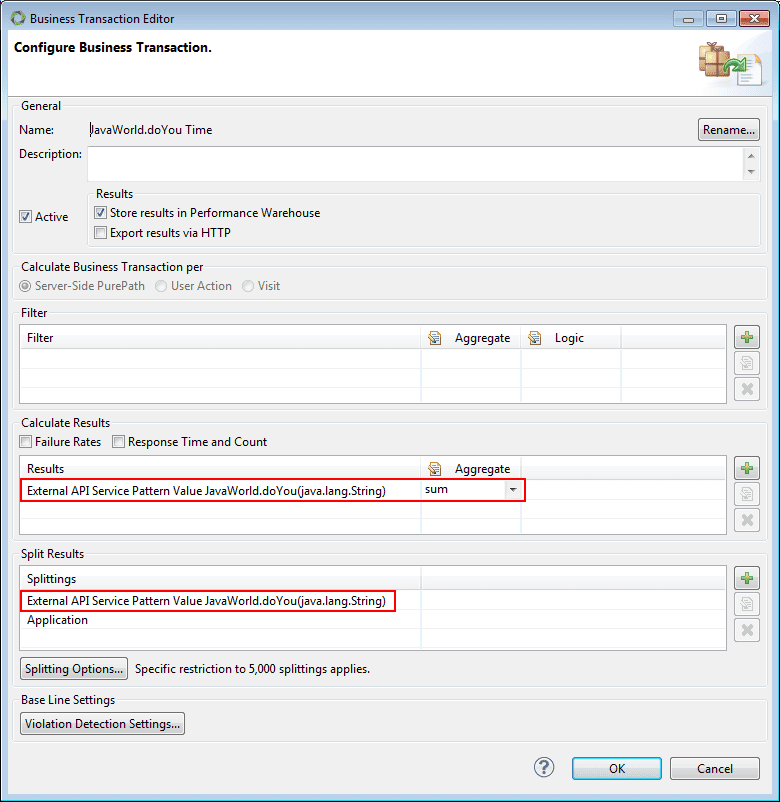 Business Transaction Editor
Configure Business Transaction.
General
Name: JavaWorld.doYou Time Rename...
Description:
Results
Active Store results in Performance Warehouse
Export results via HTTP
Calculate Business Transaction per
Server-Side PurePath User Action Visit
Filter
Filter Aggregate Logic
Calculate Results
Failure Rates Response Time and Count
Results Aggregate
External API Service Pattern Value JavaWorld.doYou(java.lang.String) sum
Split Results
Splittings
External API Service Pattern Value JavaWorld.doYou(java.lang.String)
Application
Splitting Options... Specific restriction to 5,000 splittings applies.
Base Line Settings
Violation Detection Settings...
? OK Cancel